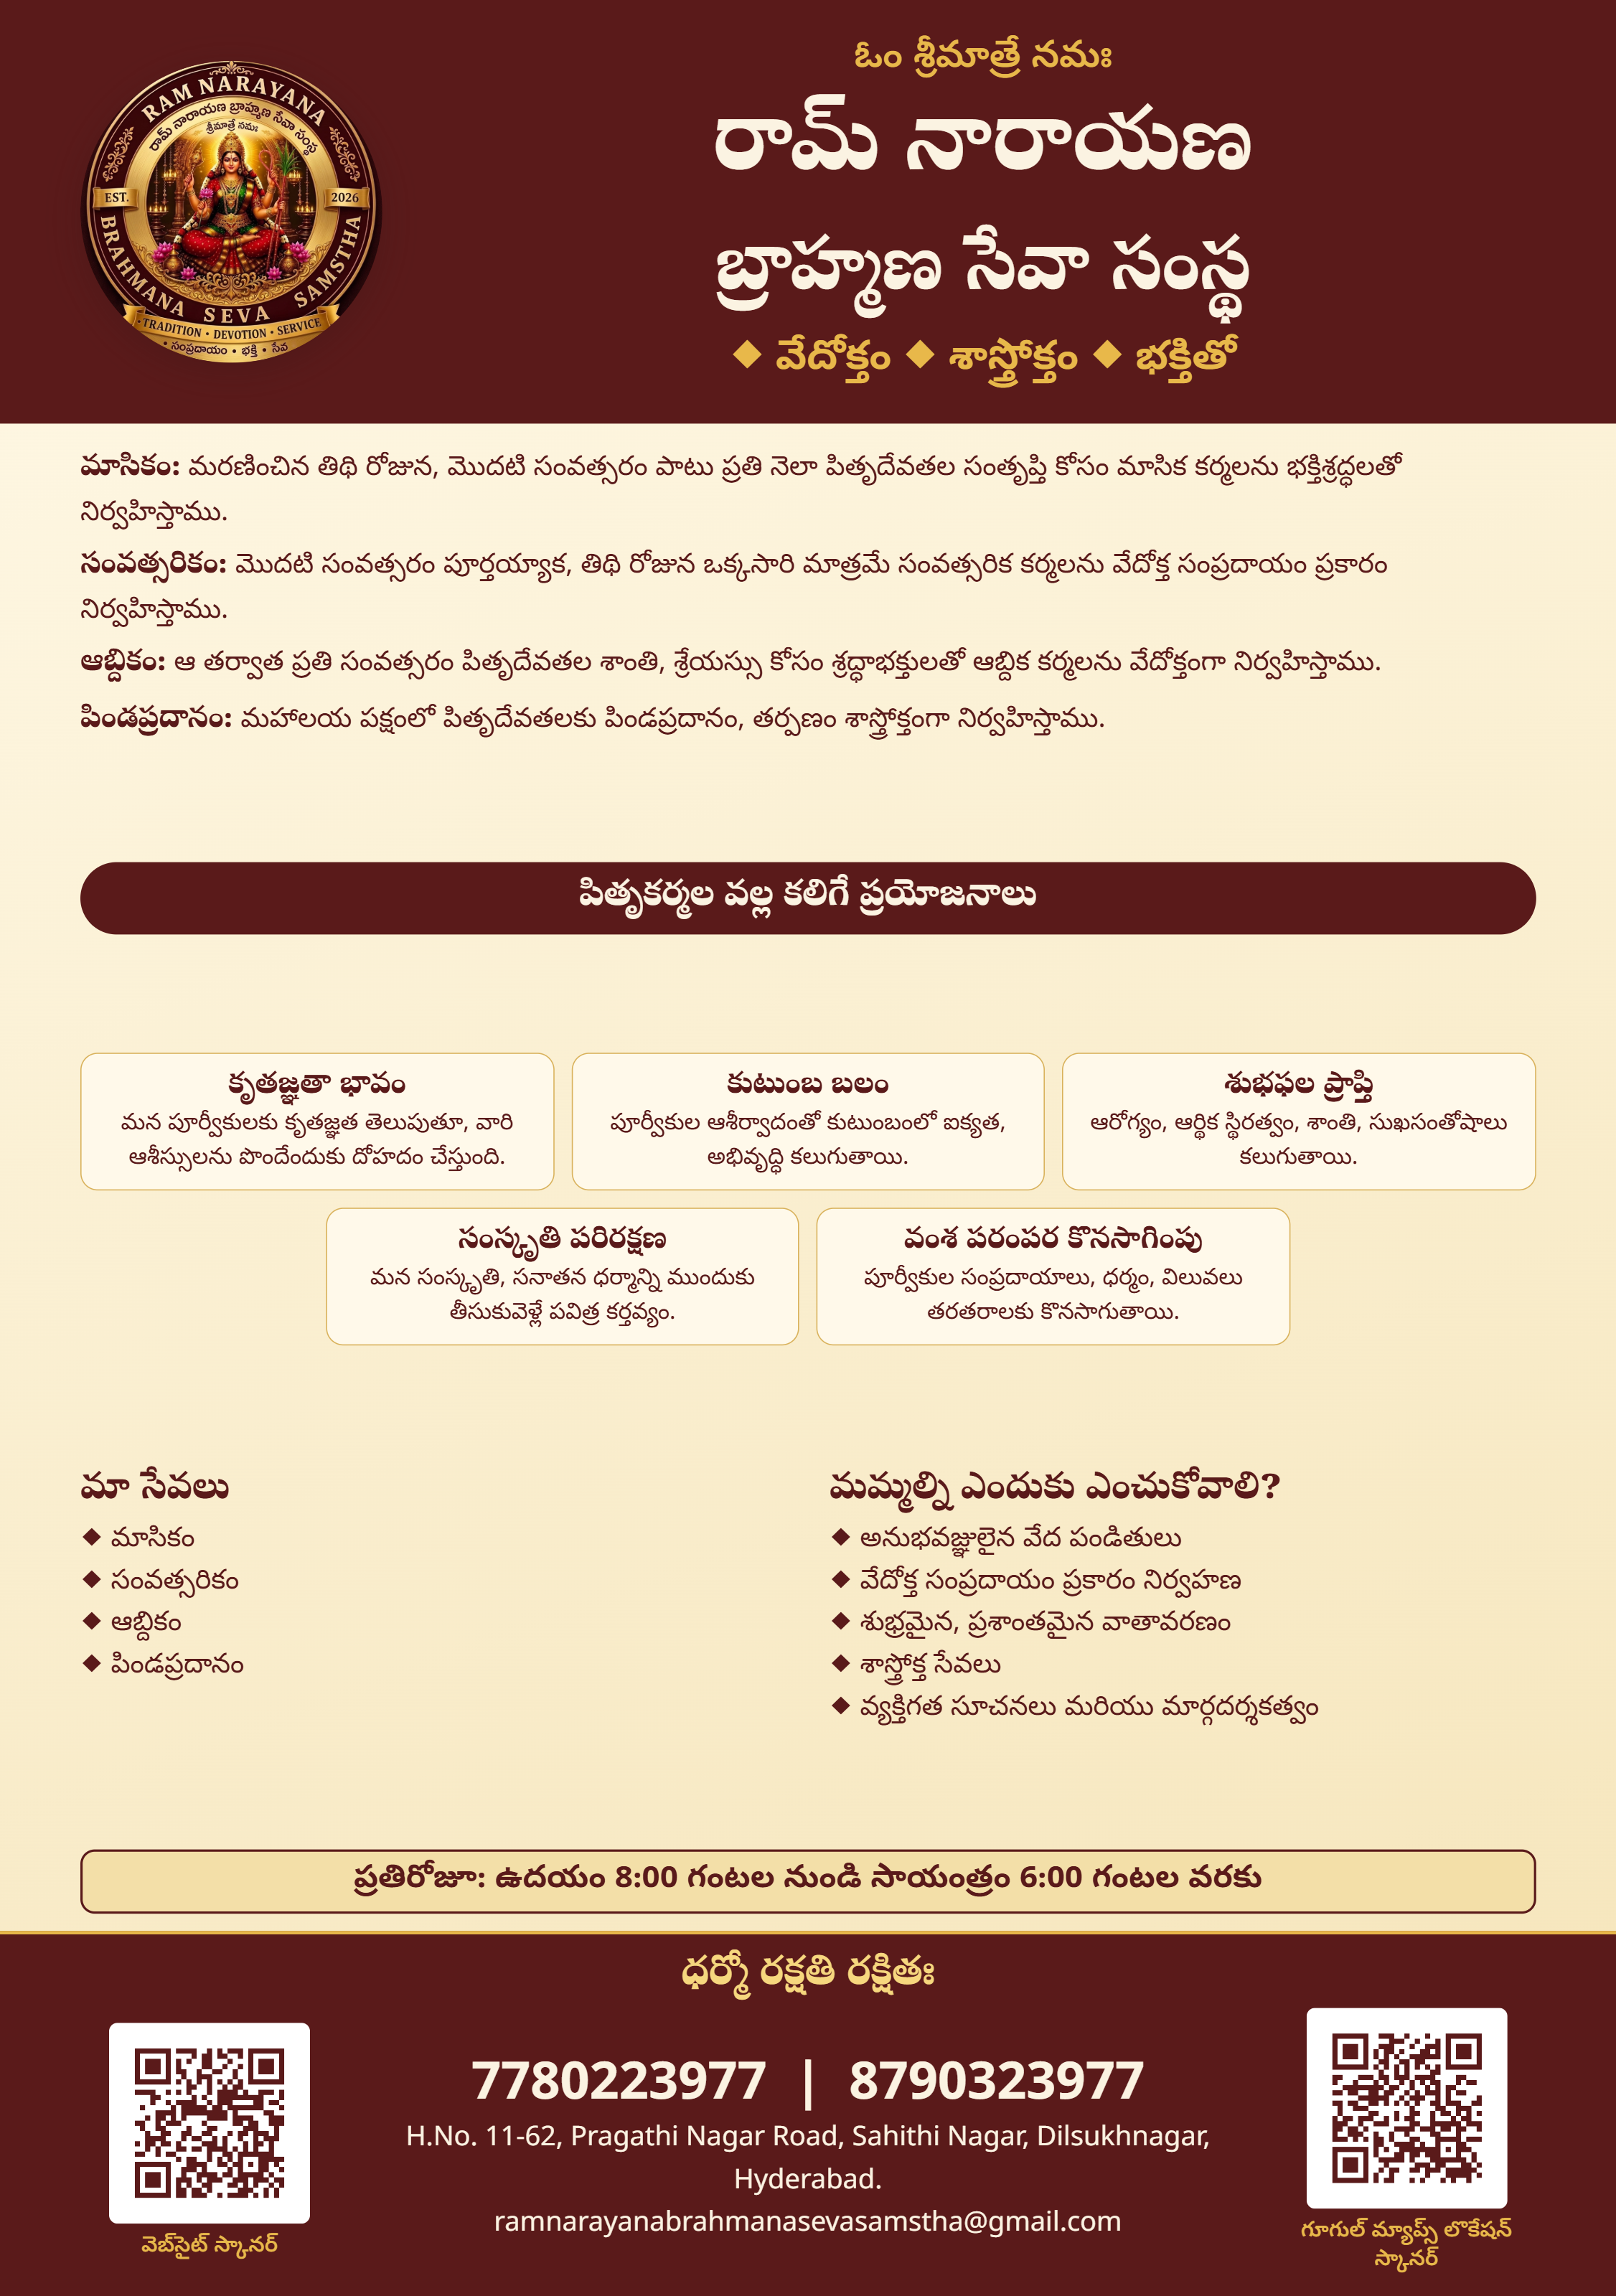 ఓం శ్రీమాత్రే నమః
రామ్ నారాయణ
బ్రాహ్మణ సేవా సంస్థ
◆ వేదోక్తం ◆ శాస్త్రోక్తం ◆ భక్తితో
RAM NARAYANA
రామ్ నారాయణ బ్రాహ్మణ సేవా సంస్థ
శ్రీమాత్రే నమః
EST. 2026
BRAHMANA SEVA SAMSTHA
• TRADITION • DEVOTION • SERVICE
• సంప్రదాయం • భక్తి • సేవ
మాసికం: మరణించిన తిథి రోజున, మొదటి సంవత్సరం పాటు ప్రతి నెలా పితృదేవతల సంతృప్తి కోసం మాసిక కర్మలను భక్తిశ్రద్ధలతో
నిర్వహిస్తాము.
సంవత్సరికం: మొదటి సంవత్సరం పూర్తయ్యాక, తిథి రోజున ఒక్కసారి మాత్రమే సంవత్సరిక కర్మలను వేదోక్త సంప్రదాయం ప్రకారం
నిర్వహిస్తాము.
ఆబ్దికం: ఆ తర్వాత ప్రతి సంవత్సరం పితృదేవతల శాంతి, శ్రేయస్సు కోసం శ్రద్ధాభక్తులతో ఆబ్దిక కర్మలను వేదోక్తంగా నిర్వహిస్తాము.
పిండప్రదానం: మహాలయ పక్షంలో పితృదేవతలకు పిండప్రదానం, తర్పణం శాస్త్రోక్తంగా నిర్వహిస్తాము.
పితృకర్మల వల్ల కలిగే ప్రయోజనాలు
కృతజ్ఞతా భావం
మన పూర్వీకులకు కృతజ్ఞత తెలుపుతూ, వారి
ఆశీస్సులను పొందేందుకు దోహదం చేస్తుంది.
కుటుంబ బలం
పూర్వీకుల ఆశీర్వాదంతో కుటుంబంలో ఐక్యత,
అభివృద్ధి కలుగుతాయి.
శుభఫల ప్రాప్తి
ఆరోగ్యం, ఆర్థిక స్థిరత్వం, శాంతి, సుఖసంతోషాలు
కలుగుతాయి.
సంస్కృతి పరిరక్షణ
మన సంస్కృతి, సనాతన ధర్మాన్ని ముందుకు
తీసుకువెళ్లే పవిత్ర కర్తవ్యం.
వంశ పరంపర కొనసాగింపు
పూర్వీకుల సంప్రదాయాలు, ధర్మం, విలువలు
తరతరాలకు కొనసాగుతాయి.
మా సేవలు
◆ మాసికం
◆ సంవత్సరికం
◆ ఆబ్దికం
◆ పిండప్రదానం
మమ్మల్ని ఎందుకు ఎంచుకోవాలి?
◆ అనుభవజ్ఞులైన వేద పండితులు
◆ వేదోక్త సంప్రదాయం ప్రకారం నిర్వహణ
◆ శుభ్రమైన, ప్రశాంతమైన వాతావరణం
◆ శాస్త్రోక్త సేవలు
◆ వ్యక్తిగత సూచనలు మరియు మార్గదర్శకత్వం
ప్రతిరోజూ: ఉదయం 8:00 గంటల నుండి సాయంత్రం 6:00 గంటల వరకు
ధర్మో రక్షతి రక్షితః
7780223977 | 8790323977
H.No. 11-62, Pragathi Nagar Road, Sahithi Nagar, Dilsukhnagar,
Hyderabad.
ramnarayanabrahmanasevasamstha@gmail.com
వెబ్‌సైట్ స్కానర్
గూగుల్ మ్యాప్స్ లొకేషన్
స్కానర్